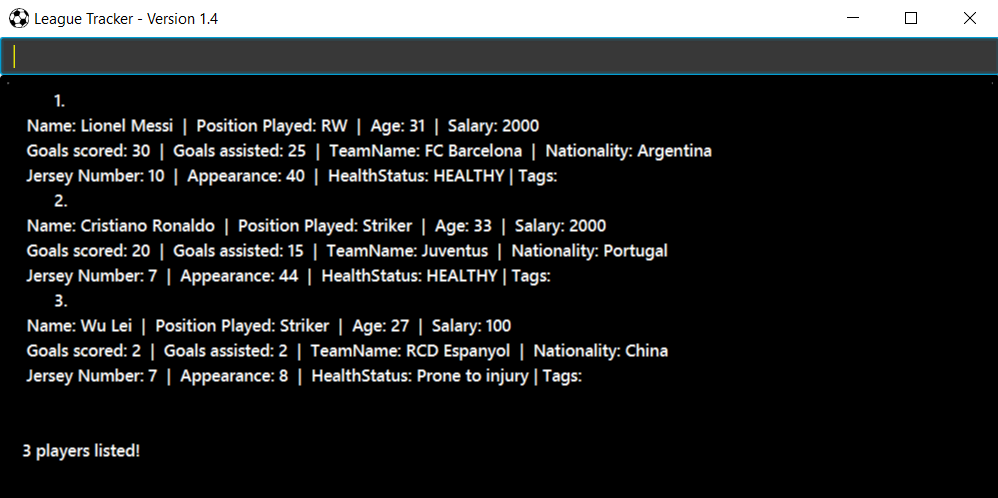 League Tracker - Version 1.4
1.
Name: Lionel Messi | Position Played: RW | Age: 31 | Salary: 2000
Goals scored: 30 | Goals assisted: 25 | TeamName: FC Barcelona | Nationality: Argentina
Jersey Number: 10 | Appearance: 40 | HealthStatus: HEALTHY | Tags:
2.
Name: Cristiano Ronaldo | Position Played: Striker | Age: 33 | Salary: 2000
Goals scored: 20 | Goals assisted: 15 | TeamName: Juventus | Nationality: Portugal
Jersey Number: 7 | Appearance: 44 | HealthStatus: HEALTHY | Tags:
3.
Name: Wu Lei | Position Played: Striker | Age: 27 | Salary: 100
Goals scored: 2 | Goals assisted: 2 | TeamName: RCD Espanyol | Nationality: China
Jersey Number: 7 | Appearance: 8 | HealthStatus: Prone to injury | Tags:
3 players listed!